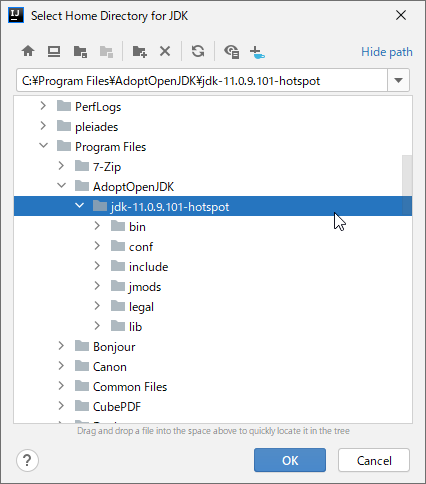 IJ
Select Home Directory for JDK
Hide path
C:¥Program Files¥AdoptOpenJDK¥jdk-11.0.9.101-hotspot
PerfLogs
pleiades
Program Files
7-Zip
AdoptOpenJDK
jdk-11.0.9.101-hotspot
bin
conf
include
jmods
legal
lib
Bonjour
Canon
Common Files
CubePDF
Drag and drop a file into the space above to quickly locate it in the tree
?
OK
Cancel